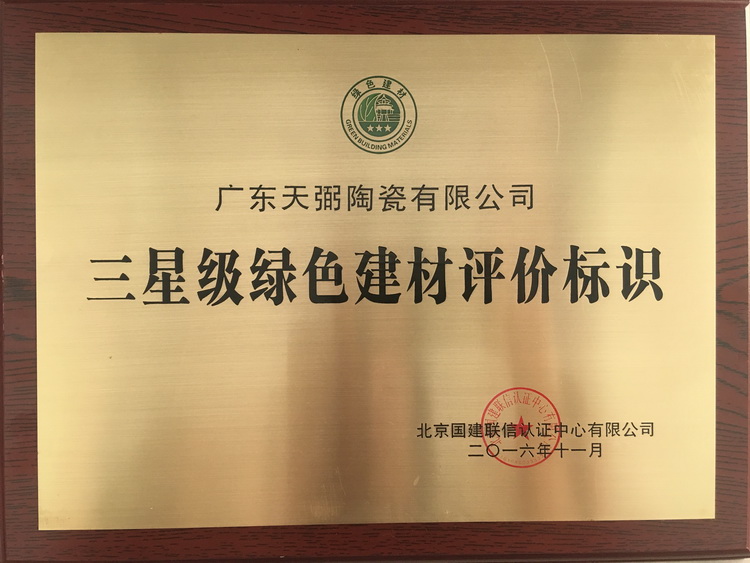 绿色建材
GREEN BUILDING MATERIALS
广东天弼陶瓷有限公司
三星级绿色建材评价标识
北京国建联信认证中心有限公司
二〇一六年十一月